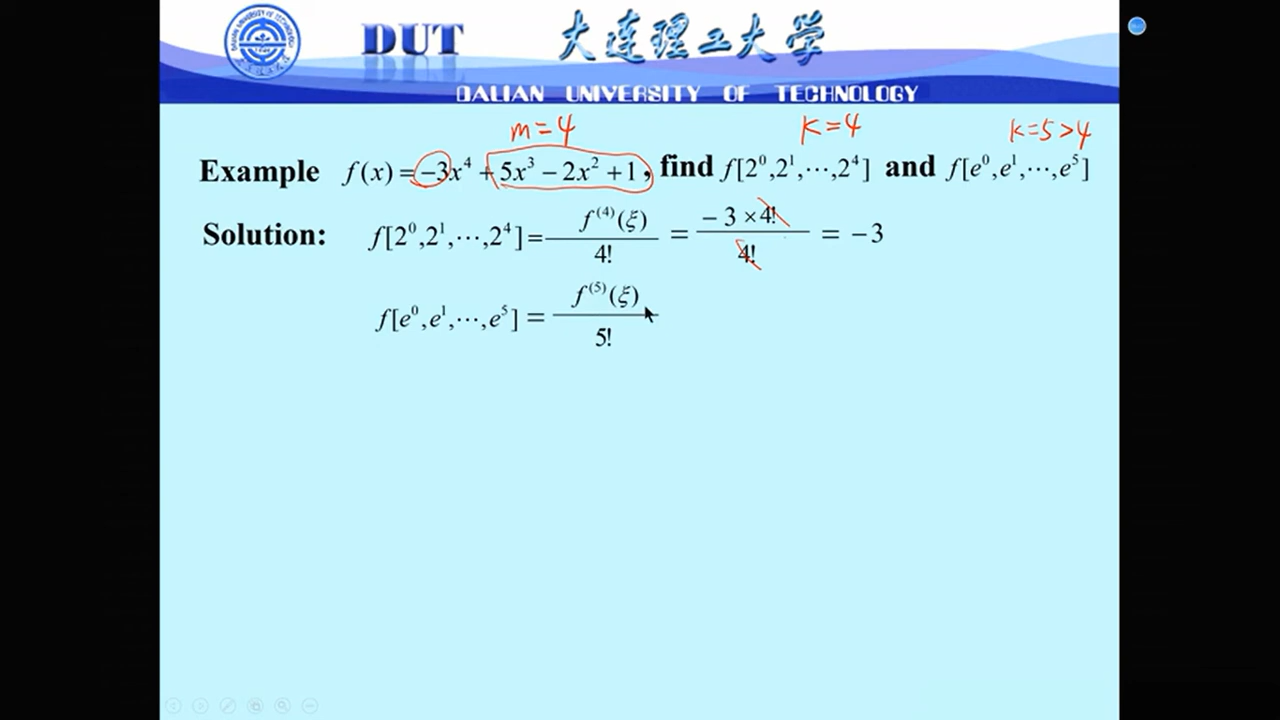 DUT 大连理工大学
DALIAN UNIVERSITY OF TECHNOLOGY
m=4 K=4 K=5>4
Example f(x) = −3x⁴ + 5x³ − 2x² + 1, find f[2⁰,2¹,⋯,2⁴] and f[e⁰,e¹,⋯,e⁵]
Solution: f[2⁰,2¹,⋯,2⁴] = f⁽⁴⁾(ξ) / 4! = −3 × 4! / 4! = −3
f[e⁰,e¹,⋯,e⁵] = f⁽⁵⁾(ξ) / 5!